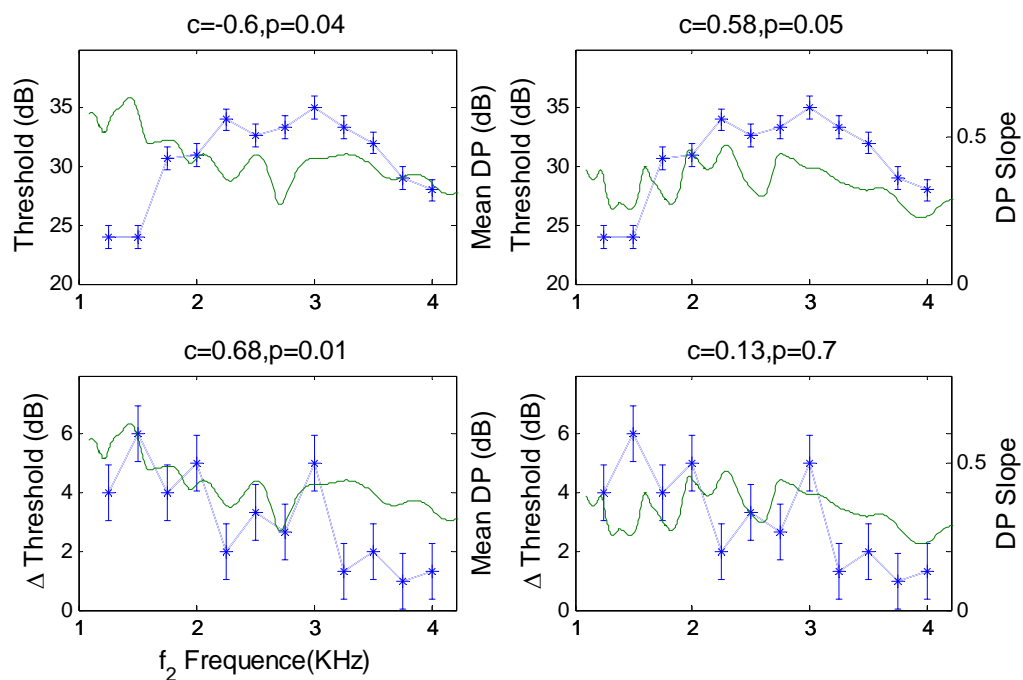 c=-0.6,p=0.04
Threshold (dB)
35
30
25
20
1
2
3
4
Mean DP (dB)
c=0.58,p=0.05
Threshold (dB)
35
30
25
20
1
2
3
4
0.5
0
DP Slope
c=0.68,p=0.01
Δ Threshold (dB)
6
4
2
0
1
2
3
4
f2 Frequence(KHz)
Mean DP (dB)
c=0.13,p=0.7
Δ Threshold (dB)
6
4
2
0
1
2
3
4
0.5
0
DP Slope